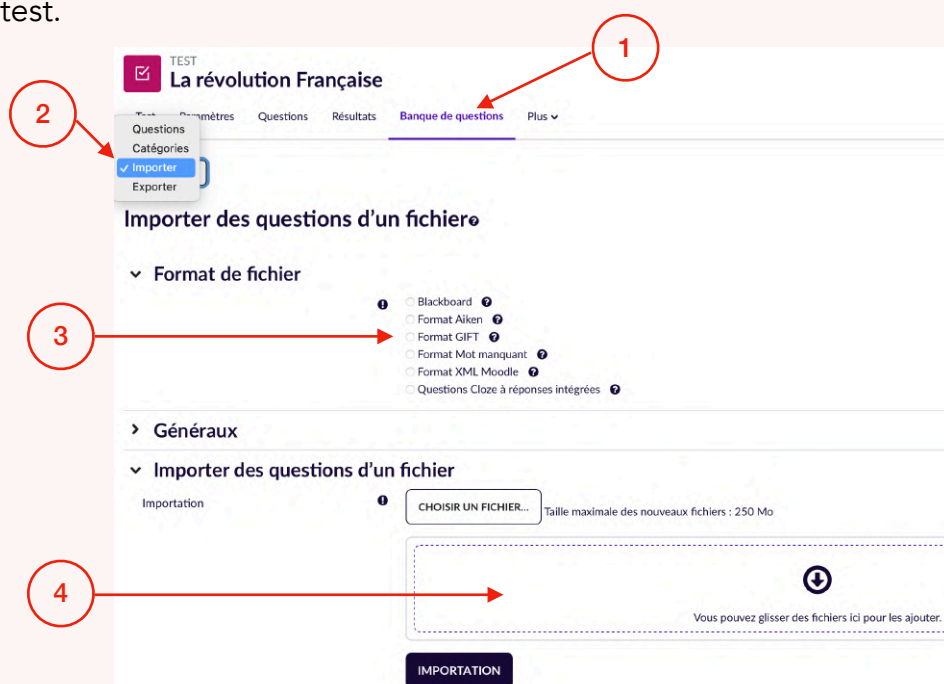 test.
1
TEST
La révolution Française
2
Test Paramètres Questions Résultats Banque de questions Plus
Questions
Catégories
Importer
Exporter
Importer des questions d'un fichier
Format de fichier
Blackboard
Format Aiken
3
Format GIFT
Format Mot manquant
Format XML Moodle
Questions Cloze à réponses intégrées
Généraux
Importer des questions d'un fichier
Importation
CHOISIR UN FICHIER... Taille maximale des nouveaux fichiers : 250 Mo
4
Vous pouvez glisser des fichiers ici pour les ajouter.
IMPORTATION